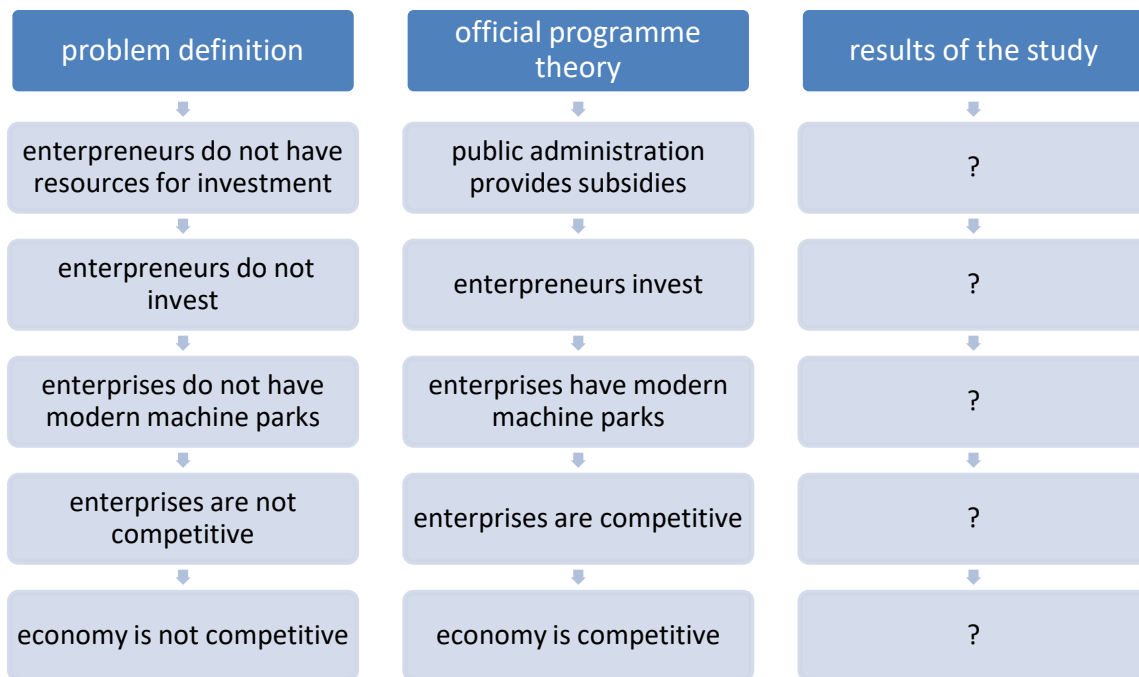 problem definition
enterpreneurs do not have
resources for investment
enterpreneurs do not
invest
enterprises do not have
modern machine parks
enterprises are not
competitive
economy is not competitive
official programme
theory
public administration
provides subsidies
enterpreneurs invest
enterprises have modern
machine parks
enterprises are competitive
economy is competitive
results of the study
?
?
?
?
?